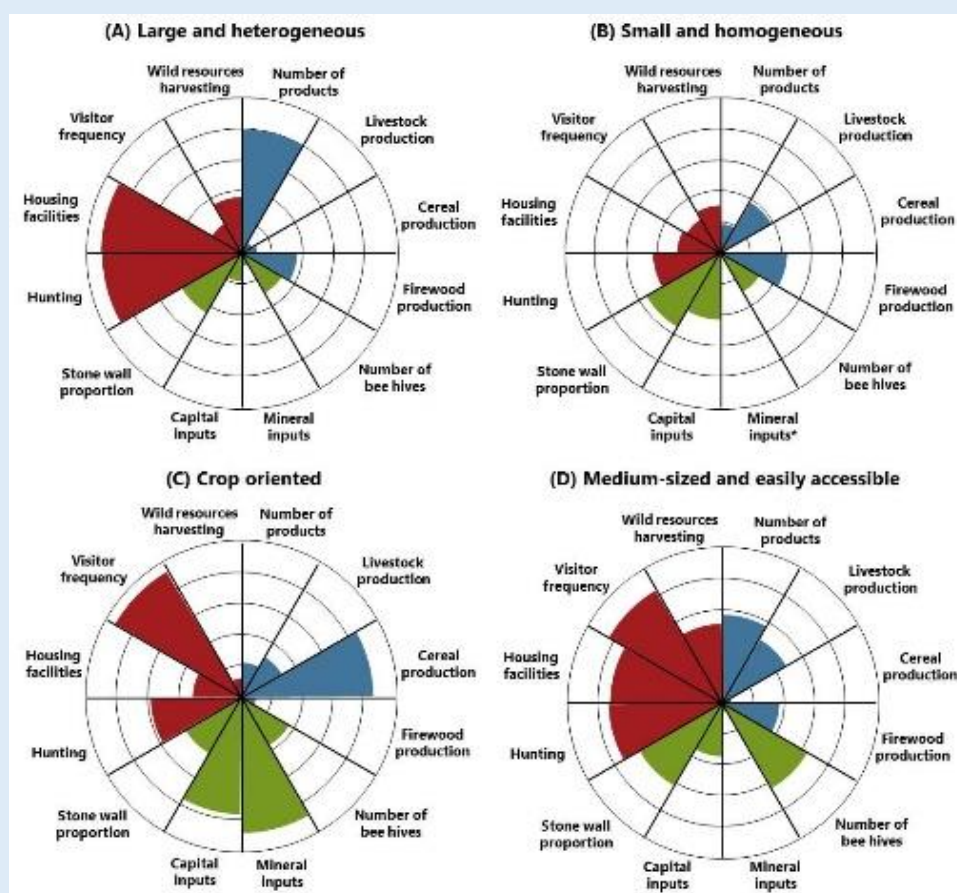 (A) Large and heterogeneous
Wild resources
harvesting
Number of
products
Visitor
frequency
Livestock
production
Housing
facilities
Cereal
production
Hunting
Firewood
production
Stone wall
proportion
Number of
bee hives
Capital
inputs
Mineral
inputs
(B) Small and homogeneous
Wild resources
harvesting
Number of
products
Visitor
frequency
Livestock
production
Housing
facilities
Cereal
production
Hunting
Firewood
production
Stone wall
proportion
Number of
bee hives
Capital
inputs
Mineral
inputs*
(C) Crop oriented
Wild resources
harvesting
Number of
products
Visitor
frequency
Livestock
production
Housing
facilities
Cereal
production
Hunting
Firewood
production
Stone wall
proportion
Number of
bee hives
Capital
inputs
Mineral
inputs
(D) Medium-sized and easily accessible
Wild resources
harvesting
Number of
products
Visitor
frequency
Livestock
production
Housing
facilities
Cereal
production
Hunting
Firewood
production
Stone wall
proportion
Number of
bee hives
Capital
inputs
Mineral
inputs